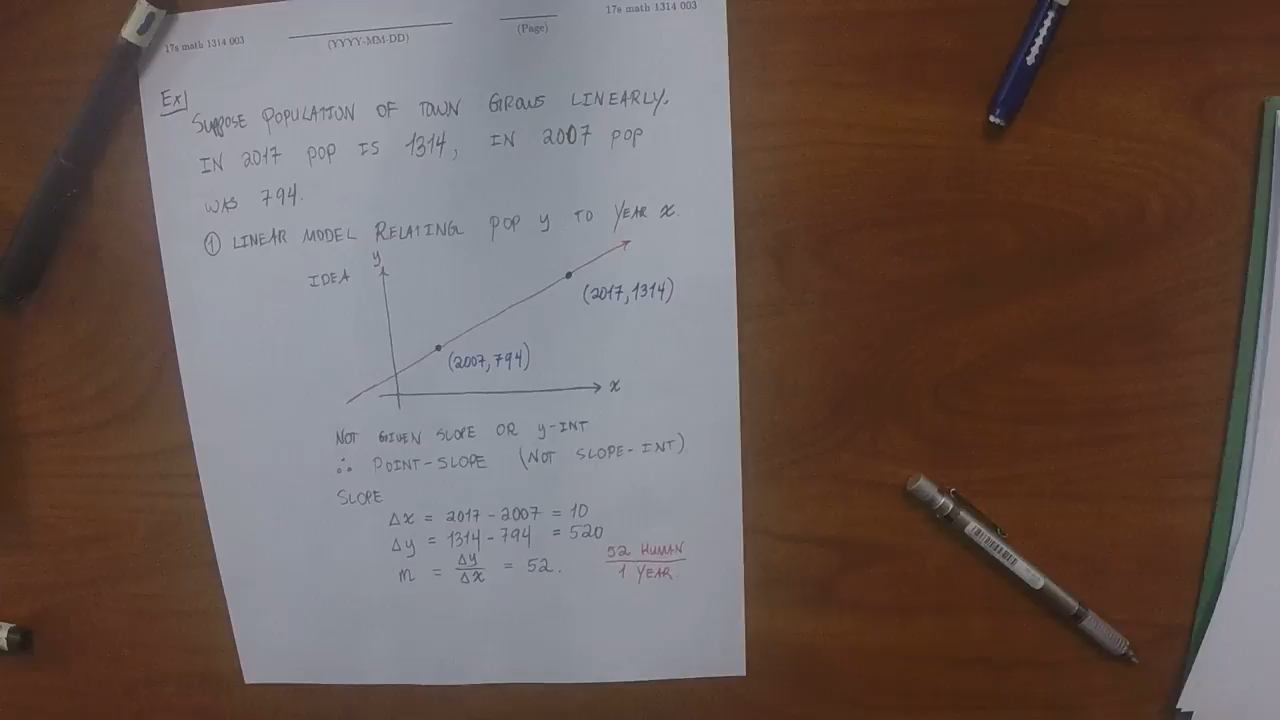 17s math 1314 003
(YYYY-MM-DD)
(Page)
17s math 1314 003
Ex1
SUPPOSE POPULATION OF TOWN GROWS LINEARLY.
IN 2017 POP IS 1314, IN 2007 POP
WAS 794.
① LINEAR MODEL RELATING POP y TO YEAR x.
IDEA
y
(2017, 1314)
(2007, 794)
x
NOT GIVEN SLOPE OR y-INT
∴ POINT-SLOPE (NOT SLOPE-INT)
SLOPE
Δx = 2017 - 2007 = 10
Δy = 1314 - 794 = 520
m = Δy/Δx = 52.
52 HUMAN
1 YEAR